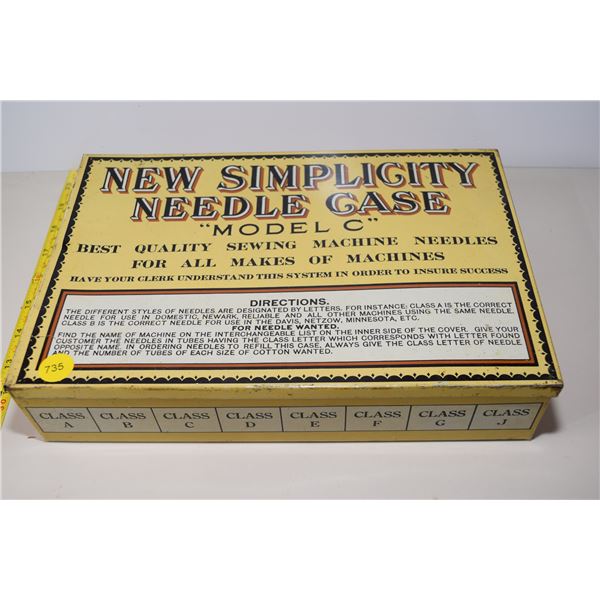 NEW SIMPLICITY
NEEDLE CASE
"MODEL C"
BEST QUALITY SEWING MACHINE NEEDLES
FOR ALL MAKES OF MACHINES
HAVE YOUR CLERK UNDERSTAND THIS SYSTEM IN ORDER TO INSURE SUCCESS
DIRECTIONS.
THE DIFFERENT STYLES OF NEEDLES ARE DESIGNATED BY LETTERS. FOR INSTANCE: CLASS A IS THE CORRECT
NEEDLE FOR USE IN DOMESTIC, NEWARK, RELIABLE AND ALL OTHER MACHINES USING THE SAME NEEDLE.
CLASS B IS THE CORRECT NEEDLE FOR USE IN THE DAVIS, NETZOW, MINNESOTA, ETC.
FOR NEEDLE WANTED.
FIND THE NAME OF MACHINE ON THE INTERCHANGEABLE LIST ON THE INNER SIDE OF THE COVER. GIVE YOUR
CUSTOMER THE NEEDLES IN TUBES HAVING THE CLASS LETTER WHICH CORRESPONDS WITH LETTER FOUND
OPPOSITE NAME. IN ORDERING NEEDLES TO REFILL THIS CASE, ALWAYS GIVE THE CLASS LETTER OF NEEDLE
AND THE NUMBER OF TUBES OF EACH SIZE OF COTTON WANTED.
735
CLASS A
CLASS B
CLASS C
CLASS D
CLASS E
CLASS F
CLASS G
CLASS J